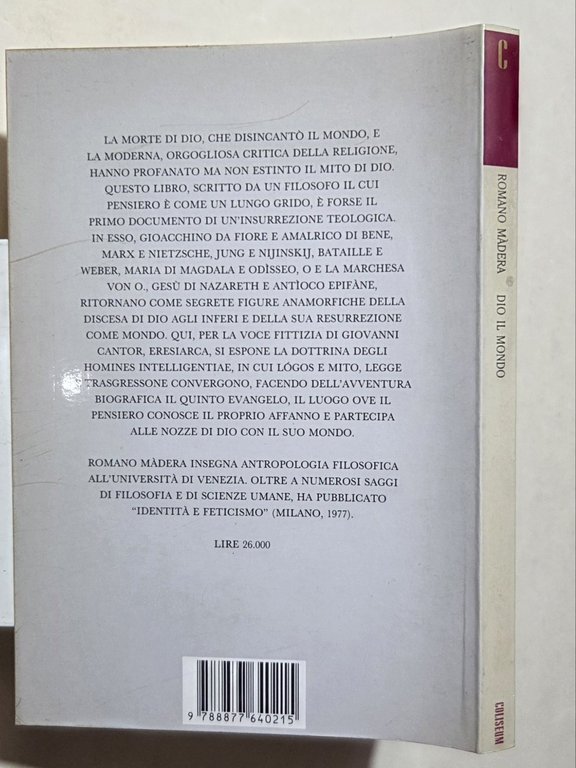 LA MORTE DI DIO, CHE DISINCANTÒ IL MONDO, E
LA MODERNA, ORGOGLIOSA CRITICA DELLA RELIGIONE,
HANNO PROFANATO MA NON ESTINTO IL MITO DI DIO.
QUESTO LIBRO, SCRITTO DA UN FILOSOFO IL CUI
PENSIERO È COME UN LUNGO GRIDO, È FORSE IL
PRIMO DOCUMENTO DI UN'INSURREZIONE TEOLOGICA.
IN ESSO, GIOACCHINO DA FIORE E AMALRICO DI BENE,
MARX E NIETZSCHE, JUNG E NIJINSKIJ, BATAILLE E
WEBER, MARIA DI MAGDALA E ODÌSSEO, O E LA MARCHESA
VON O., GESÙ DI NAZARETH E ANTÌOCO EPIFÀNE,
RITORNANO COME SEGRETE FIGURE ANAMORFICHE DELLA
DISCESA DI DIO AGLI INFERI E DELLA SUA RESURREZIONE
COME MONDO. QUI, PER LA VOCE FITTIZIA DI GIOVANNI
CANTOR, ERESIARCA, SI ESPONE LA DOTTRINA DEGLI
HOMINES INTELLIGENTIAE, IN CUI LÓGOS E MITO, LEGGE
TRASGRESSONE CONVERGONO, FACENDO DELL'AVVENTURA
BIOGRAFICA IL QUINTO EVANGELO, IL LUOGO OVE IL
PENSIERO CONOSCE IL PROPRIO AFFANNO E PARTECIPA
ALLE NOZZE DI DIO CON IL SUO MONDO.
ROMANO MÀDERA INSEGNA ANTROPOLOGIA FILOSOFICA
ALL'UNIVERSITÀ DI VENEZIA. OLTRE A NUMEROSI SAGGI
DI FILOSOFIA E DI SCIENZE UMANE, HA PUBBLICATO
"IDENTITÀ E FETICISMO" (MILANO, 1977).
LIRE 26.000
9 788877 640215
C
ROMANO MÀDERA DIO IL MONDO
COLISEUM